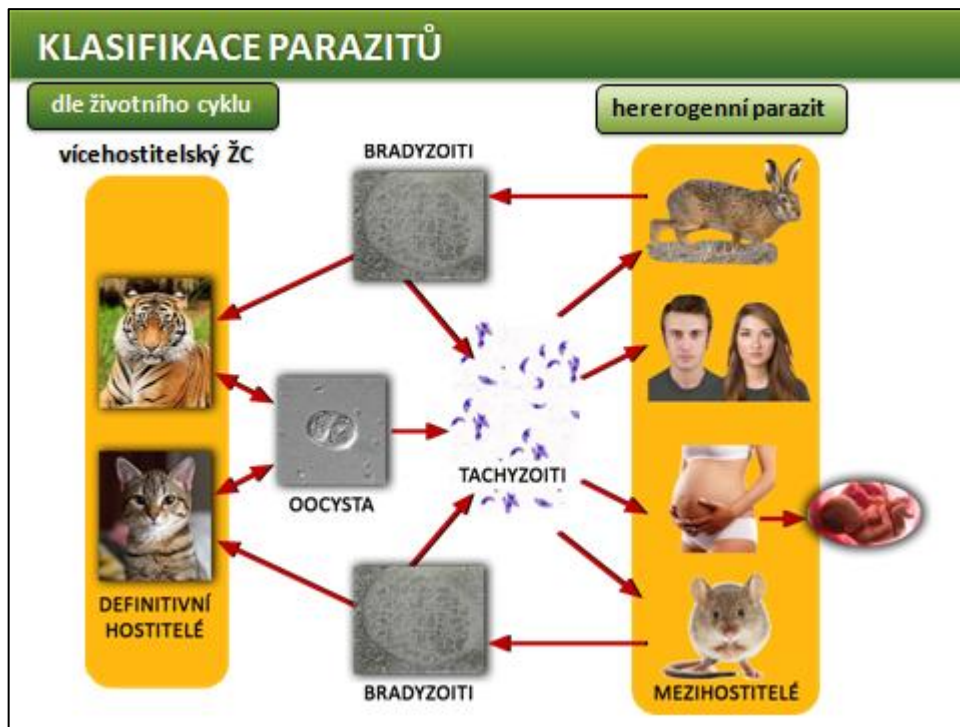 KLASIFIKACE PARAZITŮ
dle životního cyklu
hererogenní parazit
vícehostitelský ŽC
BRADYZOITI
OOCYSTA
TACHYZOITI
DEFINITIVNÍ
HOSTITELÉ
BRADYZOITI
MEZIHOSTITELÉ